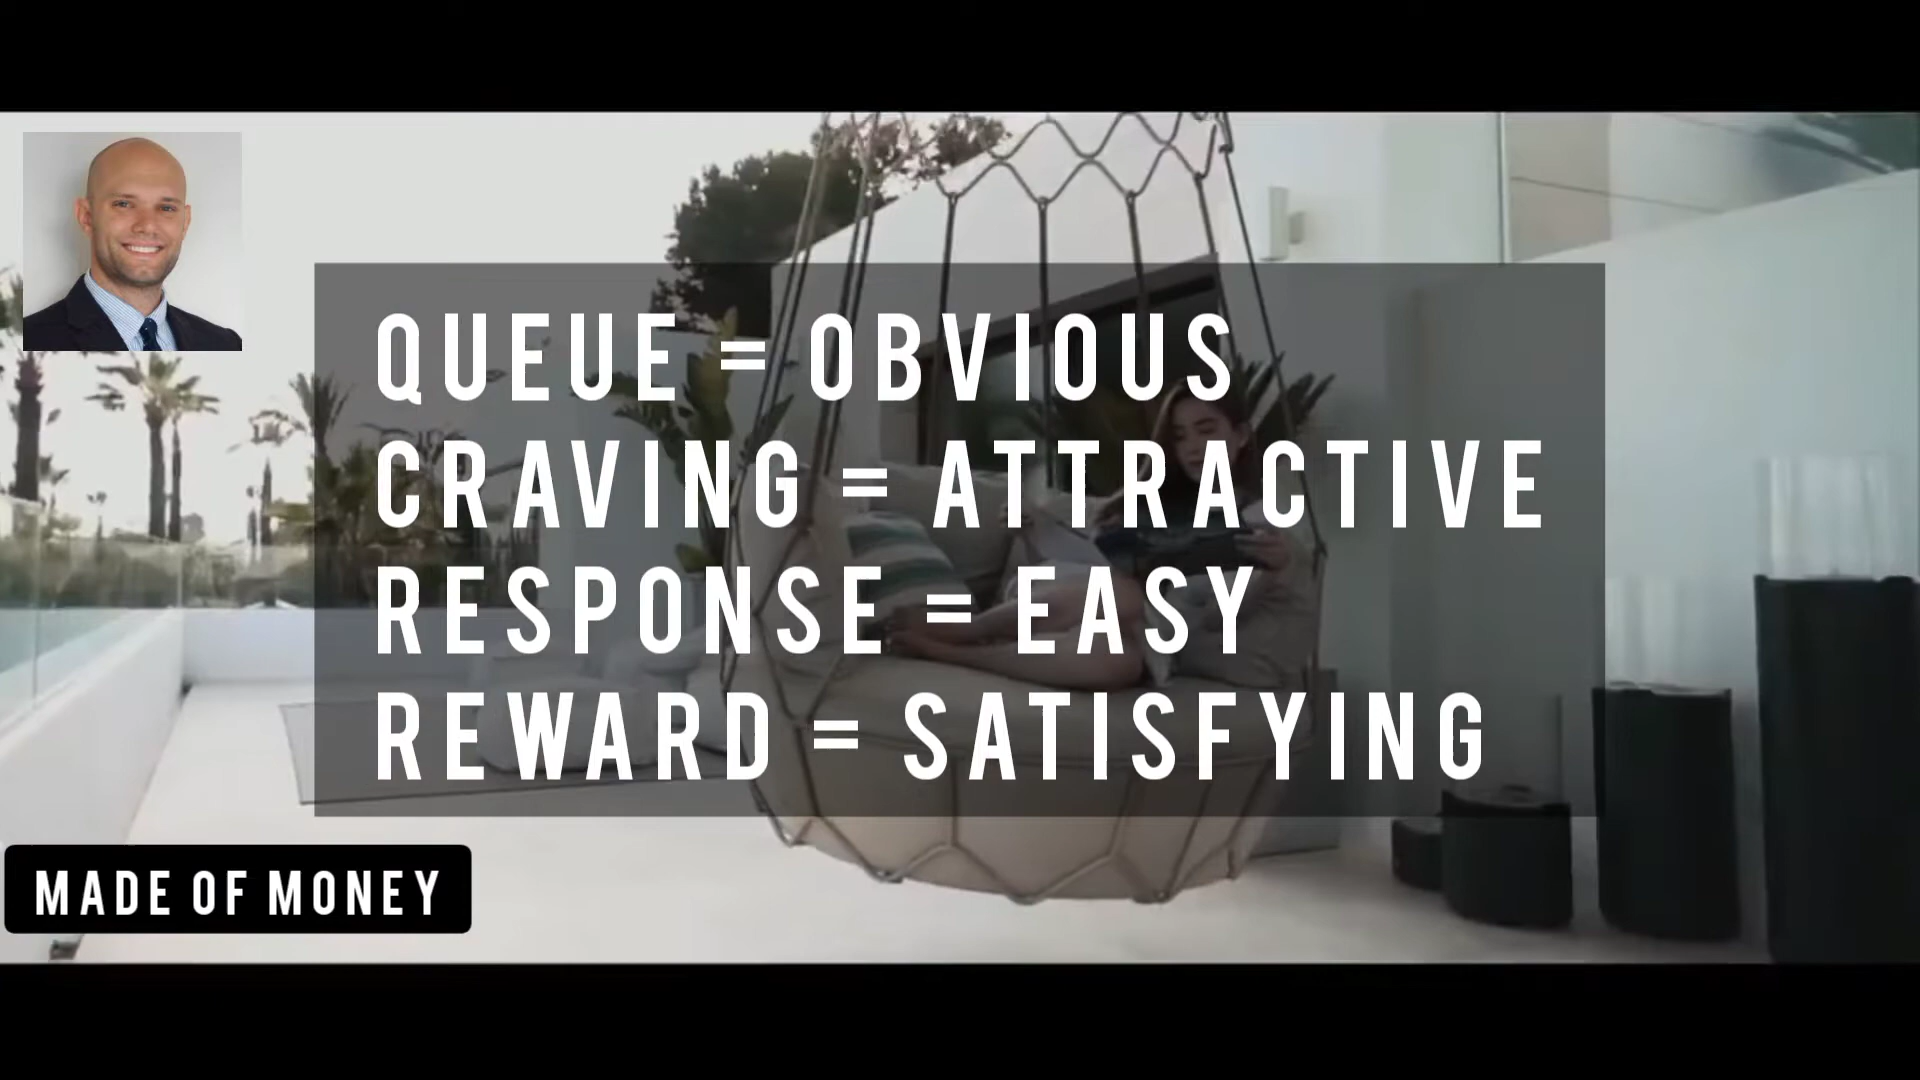 QUEUE = OBVIOUS
CRAVING = ATTRACTIVE
RESPONSE = EASY
REWARD = SATISFYING
MADE OF MONEY